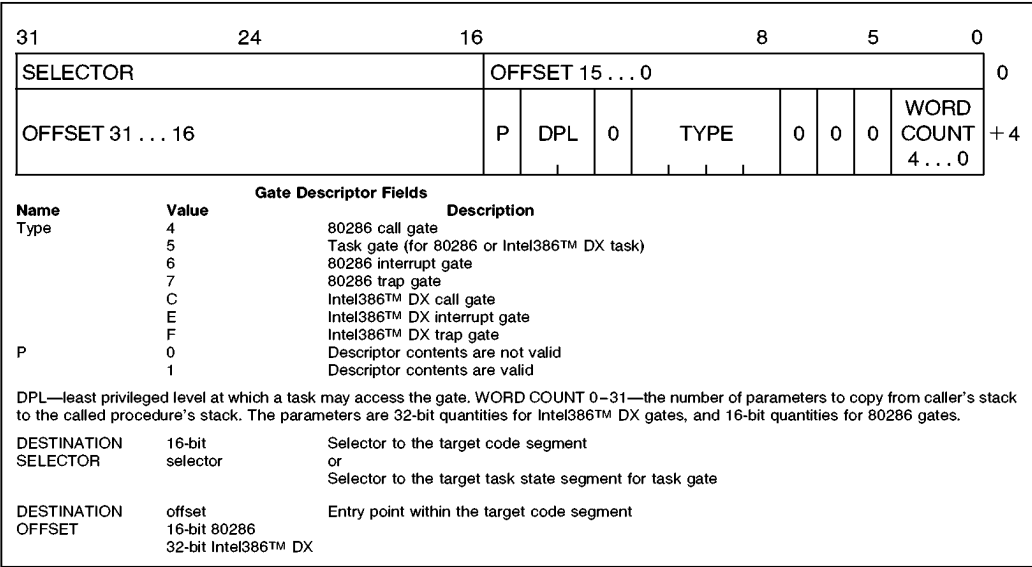 31 24 16 8 5 0
SELECTOR OFFSET 15 . . . 0 0
OFFSET 31 . . . 16 P DPL 0 TYPE 0 0 0 WORD COUNT 4 . . . 0 +4
Gate Descriptor Fields
Name Value Description
Type 4 80286 call gate
5 Task gate (for 80286 or Intel386™ DX task)
6 80286 interrupt gate
7 80286 trap gate
C Intel386™ DX call gate
E Intel386™ DX interrupt gate
F Intel386™ DX trap gate
P 0 Descriptor contents are not valid
1 Descriptor contents are valid
DPL—least privileged level at which a task may access the gate. WORD COUNT 0–31—the number of parameters to copy from caller's stack
to the called procedure's stack. The parameters are 32-bit quantities for Intel386™ DX gates, and 16-bit quantities for 80286 gates.
DESTINATION 16-bit Selector to the target code segment
SELECTOR selector or
Selector to the target task state segment for task gate
DESTINATION offset Entry point within the target code segment
OFFSET 16-bit 80286
32-bit Intel386™ DX